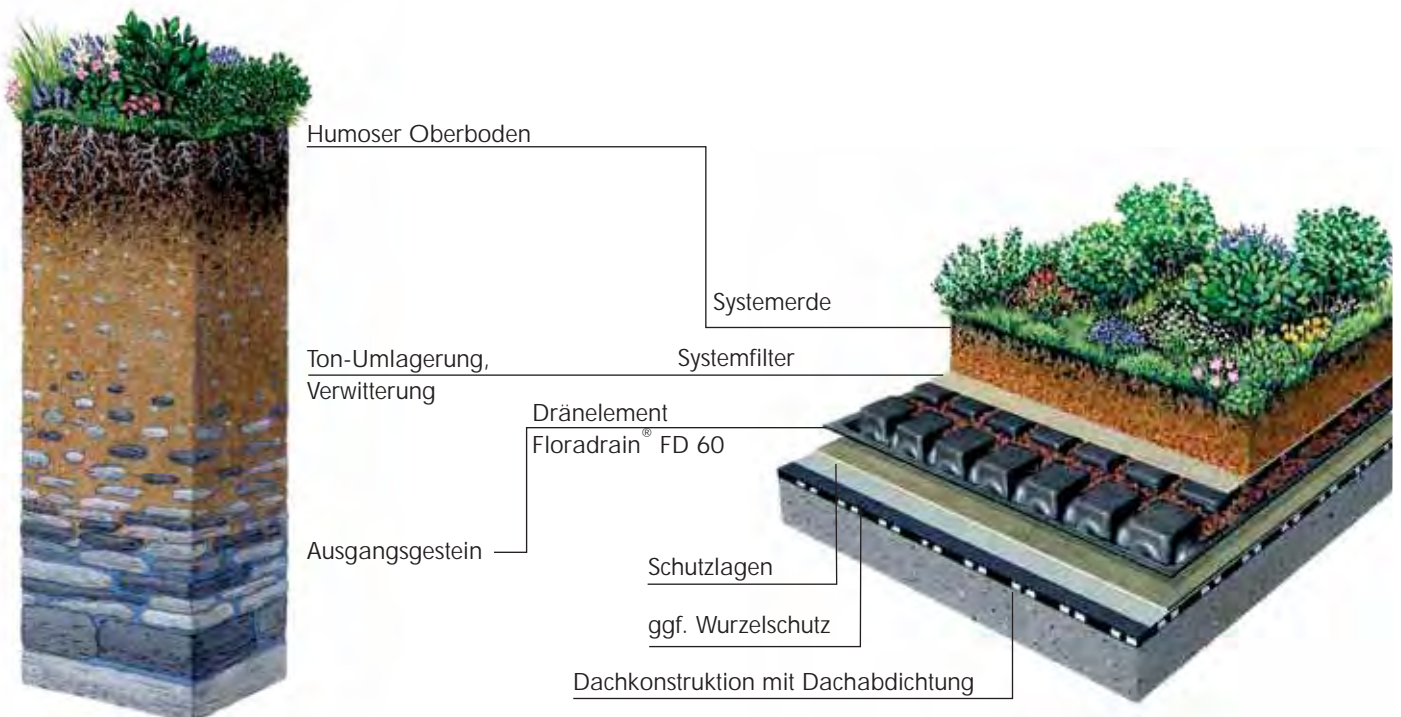 Humoser Oberboden
Systemerde
Ton-Umlagerung,
Verwitterung
Systemfilter
Dränelement
Floradrain® FD 60
Ausgangsgestein
Schutzlagen
ggf. Wurzelschutz
Dachkonstruktion mit Dachabdichtung